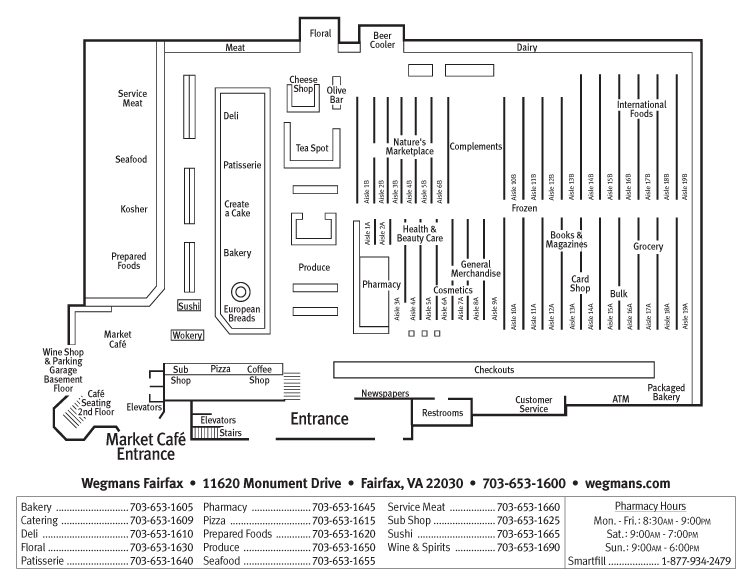 Floral
Beer
Cooler
Meat
Dairy
Cheese
Shop
Olive
Bar
Service
Meat
Deli
International
Foods
Tea Spot
Nature's
Marketplace
Complements
Seafood
Patisserie
Aisle 1B
Aisle 2B
Aisle 3B
Aisle 4B
Aisle 5B
Aisle 6B
Aisle 10B
Aisle 11B
Aisle 12B
Aisle 13B
Aisle 14B
Aisle 15B
Aisle 16B
Aisle 17B
Aisle 18B
Aisle 19B
Kosher
Create
a Cake
Frozen
Aisle 1A
Aisle 2A
Health &
Beauty Care
Books &
Magazines
Grocery
Prepared
Foods
Bakery
Produce
General
Merchandise
Pharmacy
Cosmetics
Card
Shop
Bulk
European
Breads
Aisle 3A
Aisle 4A
Aisle 5A
Aisle 6A
Aisle 7A
Aisle 8A
Aisle 9A
Aisle 10A
Aisle 11A
Aisle 12A
Aisle 13A
Aisle 14A
Aisle 15A
Aisle 16A
Aisle 17A
Aisle 18A
Aisle 19A
Sushi
Market
Café
Wokery
Wine Shop
& Parking
Garage
Basement
Floor
Sub
Shop
Pizza
Coffee
Shop
Checkouts
Café
Seating
2nd Floor
Elevators
Newspapers
Packaged
Bakery
Customer
Service
ATM
Restrooms
Elevators
Stairs
Entrance
Market Café
Entrance
Wegmans Fairfax • 11620 Monument Drive • Fairfax, VA 22030 • 703-653-1600 • wegmans.com
Bakery ..................... 703-653-1605
Catering ................... 703-653-1609
Deli .......................... 703-653-1610
Floral ....................... 703-653-1630
Patisserie ................. 703-653-1640
Pharmacy ................. 703-653-1645
Pizza ........................ 703-653-1615
Prepared Foods ........ 703-653-1620
Produce ................... 703-653-1650
Seafood ................... 703-653-1655
Service Meat ............ 703-653-1660
Sub Shop ................. 703-653-1625
Sushi ....................... 703-653-1665
Wine & Spirits .......... 703-653-1690
Pharmacy Hours
Mon. - Fri.: 8:30AM - 9:00PM
Sat.: 9:00AM - 7:00PM
Sun.: 9:00AM - 6:00PM
Smartfill .................. 1-877-934-2479